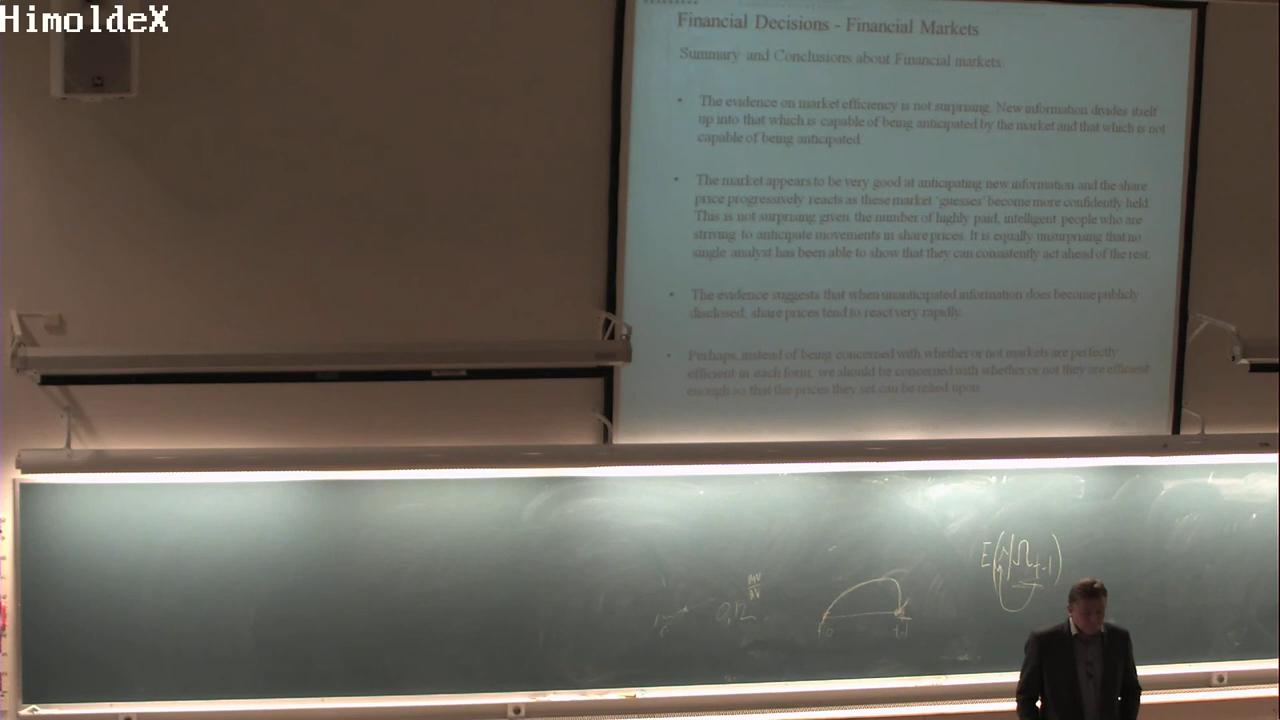 HimoldeX
Financial Decisions - Financial Markets
Summary and Conclusions about Financial markets:
• The evidence on market efficiency is not surprising. New information divides itself
up into that which is capable of being anticipated by the market and that which is not
capable of being anticipated.
• The market appears to be very good at anticipating new information and the share
price progressively reacts as these market 'guesses' become more confidently held.
This is not surprising given the number of highly paid, intelligent people who are
striving to anticipate movements in share prices. It is equally unsurprising that no
single analyst has been able to show that they can consistently act ahead of the rest.
• The evidence suggests that when unanticipated information does become publicly
disclosed, share prices tend to react very rapidly.
• Perhaps, instead of being concerned with whether or not markets are perfectly
efficient in each form, we should be concerned with whether or not they are efficient
enough so that the prices they set can be relied upon.